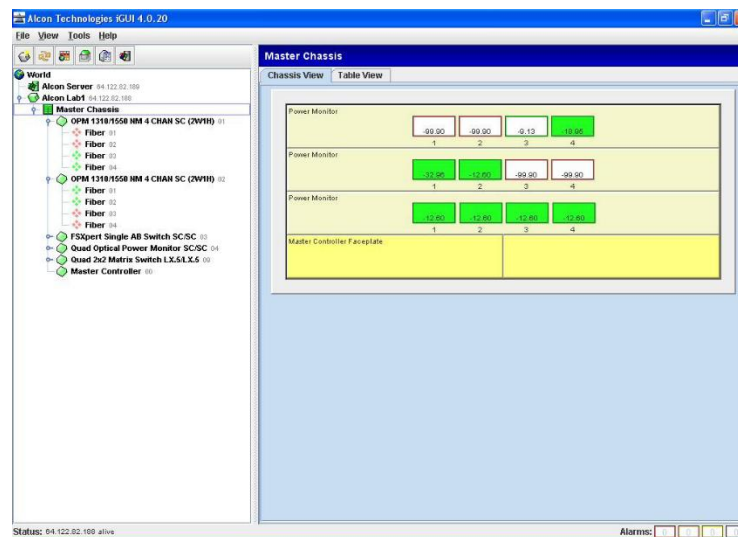 Alcon Technologies iGUI 4.0.20
File View Tools Help
World
Alcon Server 64.122.82.189
Alcon Lab1 64.122.82.188
Master Chassis
OPM 1310/1550 NM 4 CHAN SC (2W1H) 01
Fiber 01
Fiber 02
Fiber 03
Fiber 04
OPM 1310/1550 NM 4 CHAN SC (2W1H) 02
Fiber 01
Fiber 02
Fiber 03
Fiber 04
FSXpert Single AB Switch SC/SC 03
Quad Optical Power Monitor SC/SC 04
Quad 2x2 Matrix Switch LX.5/LX.5 09
Master Controller 00
Master Chassis
Chassis View Table View
Power Monitor
-99.90 -99.90 -9.13
1 2 3 4
Power Monitor
-32.96 -12.60 -99.90 -99.90
1 2 3 4
Power Monitor
-12.60 -12.60 -12.60 -12.60
1 2 3 4
Master Controller Faceplate
Status: 64.122.82.188 alive
Alarms: 0 0 0 0